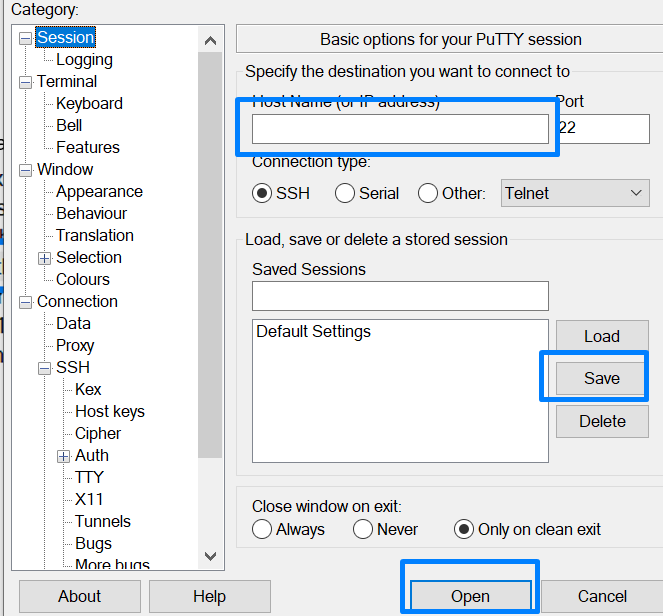 Category:
Session
Logging
Terminal
Keyboard
Bell
Features
Window
Appearance
Behaviour
Translation
Selection
Colours
Connection
Data
Proxy
SSH
Kex
Host keys
Cipher
Auth
TTY
X11
Tunnels
Bugs
More bugs
Basic options for your PuTTY session
Specify the destination you want to connect to
Host Name (or IP address) Port
22
Connection type:
SSH Serial Other: Telnet
Load, save or delete a stored session
Saved Sessions
Default Settings
Load
Save
Delete
Close window on exit:
Always Never Only on clean exit
About Help Open Cancel